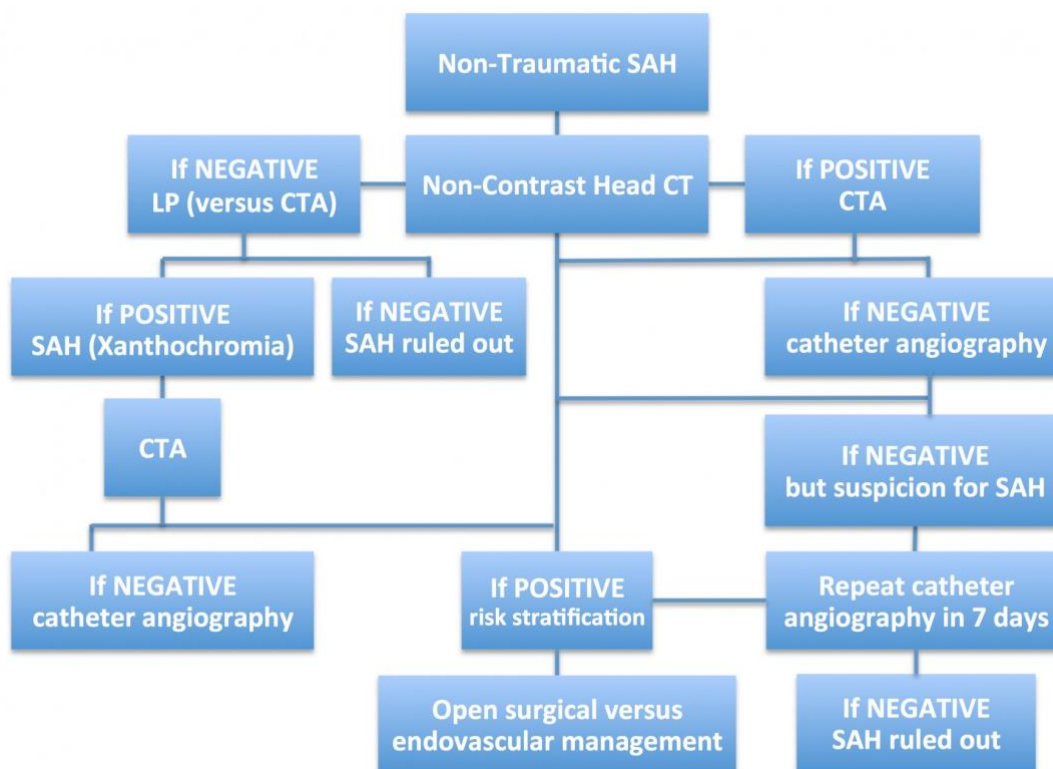 Non-Traumatic SAH
If NEGATIVE
LP (versus CTA)
Non-Contrast Head CT
If POSITIVE
CTA
If POSITIVE
SAH (Xanthochromia)
If NEGATIVE
SAH ruled out
If NEGATIVE
catheter angiography
CTA
If NEGATIVE
but suspicion for SAH
If NEGATIVE
catheter angiography
If POSITIVE
risk stratification
Repeat catheter
angiography in 7 days
Open surgical versus
endovascular management
If NEGATIVE
SAH ruled out